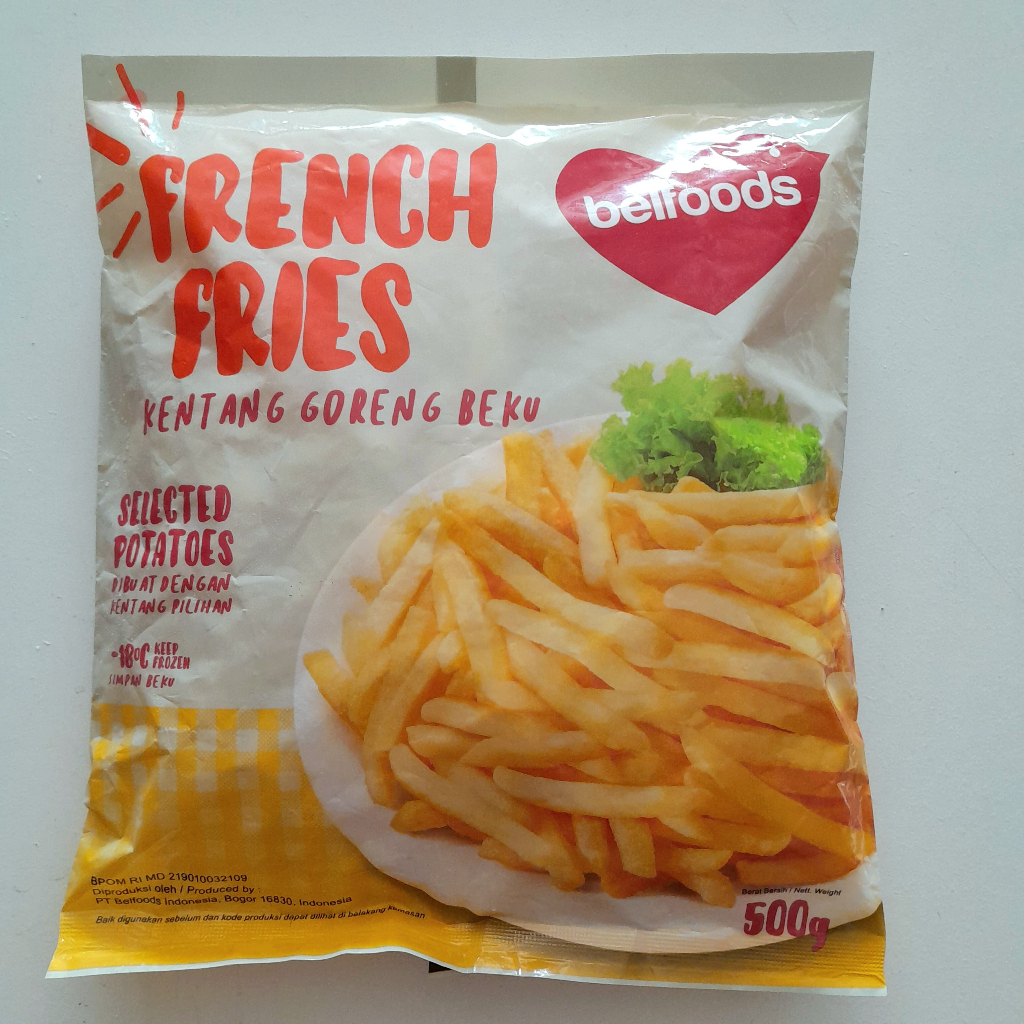 FRENCH
FRIES
KENTANG GORENG BEKU
belfoods
SELECTED
POTATOES
DIBUAT DENGAN
KENTANG PILIHAN
-18°C KEEP
FROZEN
SIMPAN BEKU
BPOM RI MD 219010032109
Diproduksi oleh / Produced by :
PT Belfoods Indonesia, Bogor 16830, Indonesia
Baik digunakan sebelum dan kode produksi dapat dilihat di belakang kemasan
Berat Bersih / Nett. Weight
500g